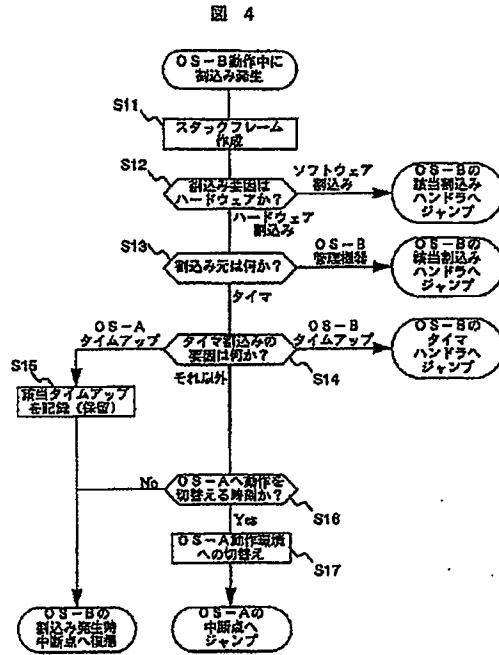 図 4
OS-B動作中に
割込み発生
S11
スタックフレーム
作成
S12
割込み要因は
ハードウェアか?
ソフトウェア
割込み
OS-Bの
該当割込み
ハンドラへ
ジャンプ
ハードウェア
割込み
S13
割込み元は何か?
OS-B
管理機器
OS-Bの
該当割込み
ハンドラへ
ジャンプ
タイマ
OS-A
タイムアップ
タイマ割込みの
要因は何か?
OS-B
タイムアップ
OS-Bの
タイマ
ハンドラへ
ジャンプ
S14
S15
それ以外
該当タイムアップ
を記録(保留)
No
OS-Aへ動作を
切替える時刻か?
S16
Yes
OS-A動作環境
への切替え
S17
OS-Bの
割込み発生時
中断点へ復帰
OS-Aの
中断点へ
ジャンプ